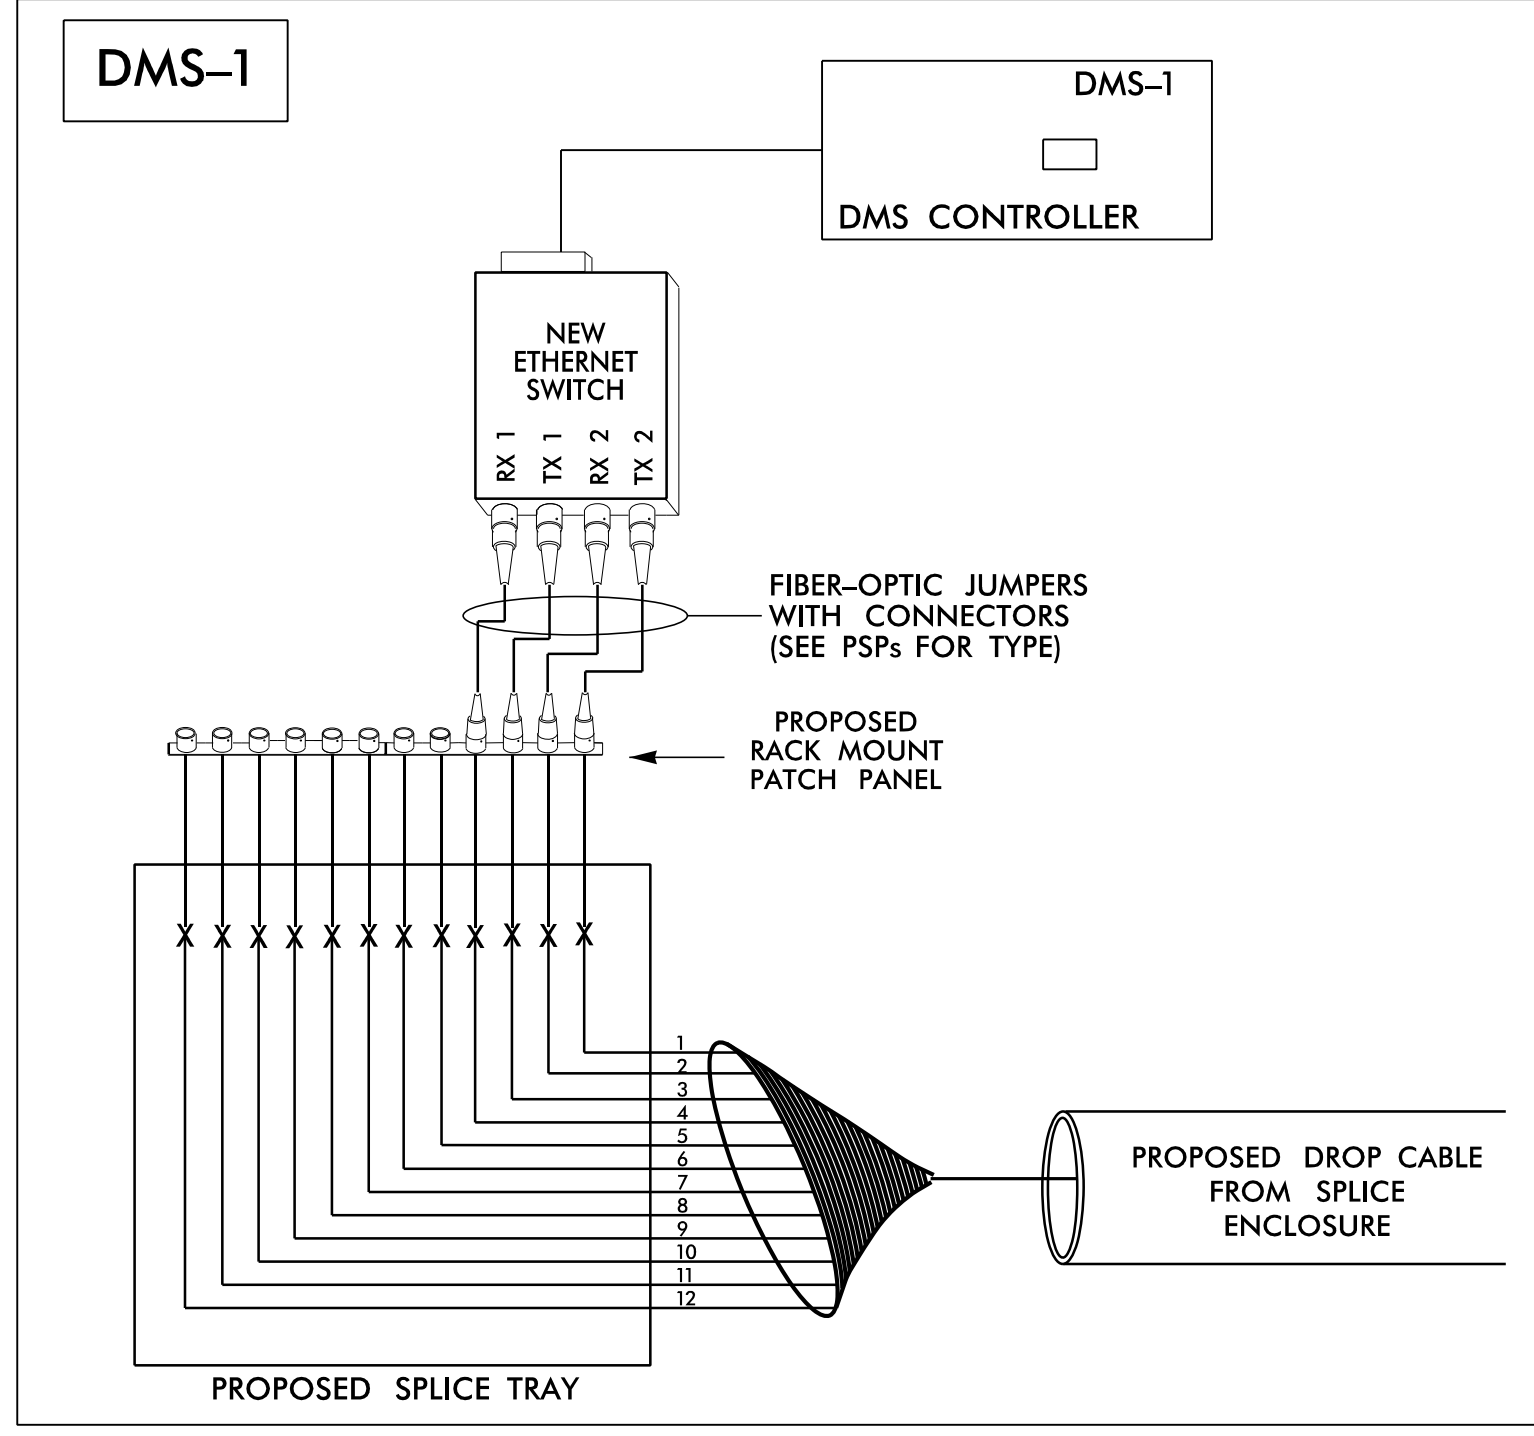 DMS–1
DMS–1
DMS CONTROLLER
NEW
ETHERNET
SWITCH
RX 1
TX 1
RX 2
TX 2
FIBER–OPTIC JUMPERS
WITH CONNECTORS
(SEE PSPs FOR TYPE)
PROPOSED
RACK MOUNT
PATCH PANEL
X X X X X X X X X X X X
1
2
3
4
5
6
7
8
9
10
11
12
PROPOSED DROP CABLE
FROM SPLICE
ENCLOSURE
PROPOSED SPLICE TRAY